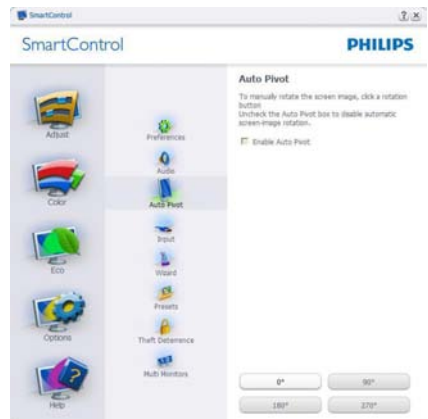 SmartControl
SmartControl
PHILIPS
Adjust
Color
Eco
Options
Help
Preferences
Audio
Auto Pivot
Input
Wizard
Presets
Theft Deterrence
Multi Monitors
Auto Pivot
To manually rotate the screen image, click a rotation
button
Uncheck the Auto Pivot box to disable automatic
screen-image rotation.
Enable Auto Pivot
0°
90°
180°
270°